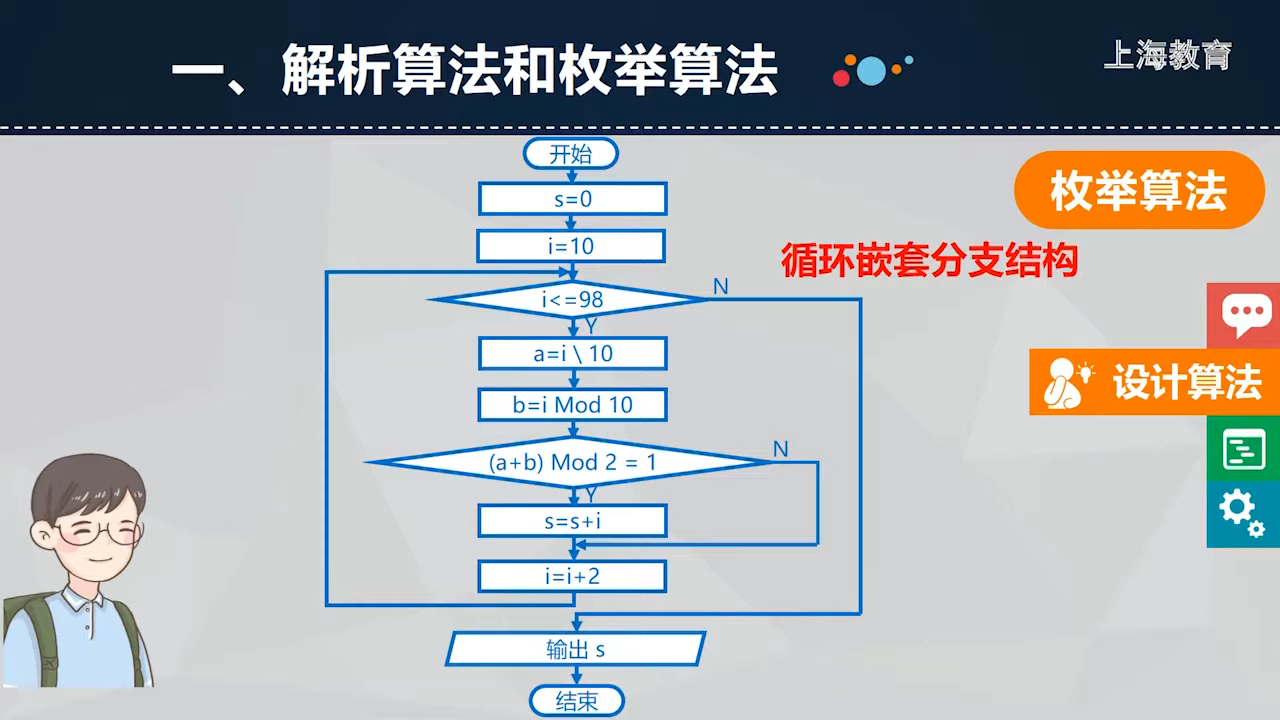 一、解析算法和枚举算法
上海教育
开始
枚举算法
s=0
i=10
循环嵌套分支结构
N
i<=98
Y
a=i \ 10
设计算法
b=i Mod 10
N
(a+b) Mod 2 = 1
Y
s=s+i
i=i+2
输出 s
结束